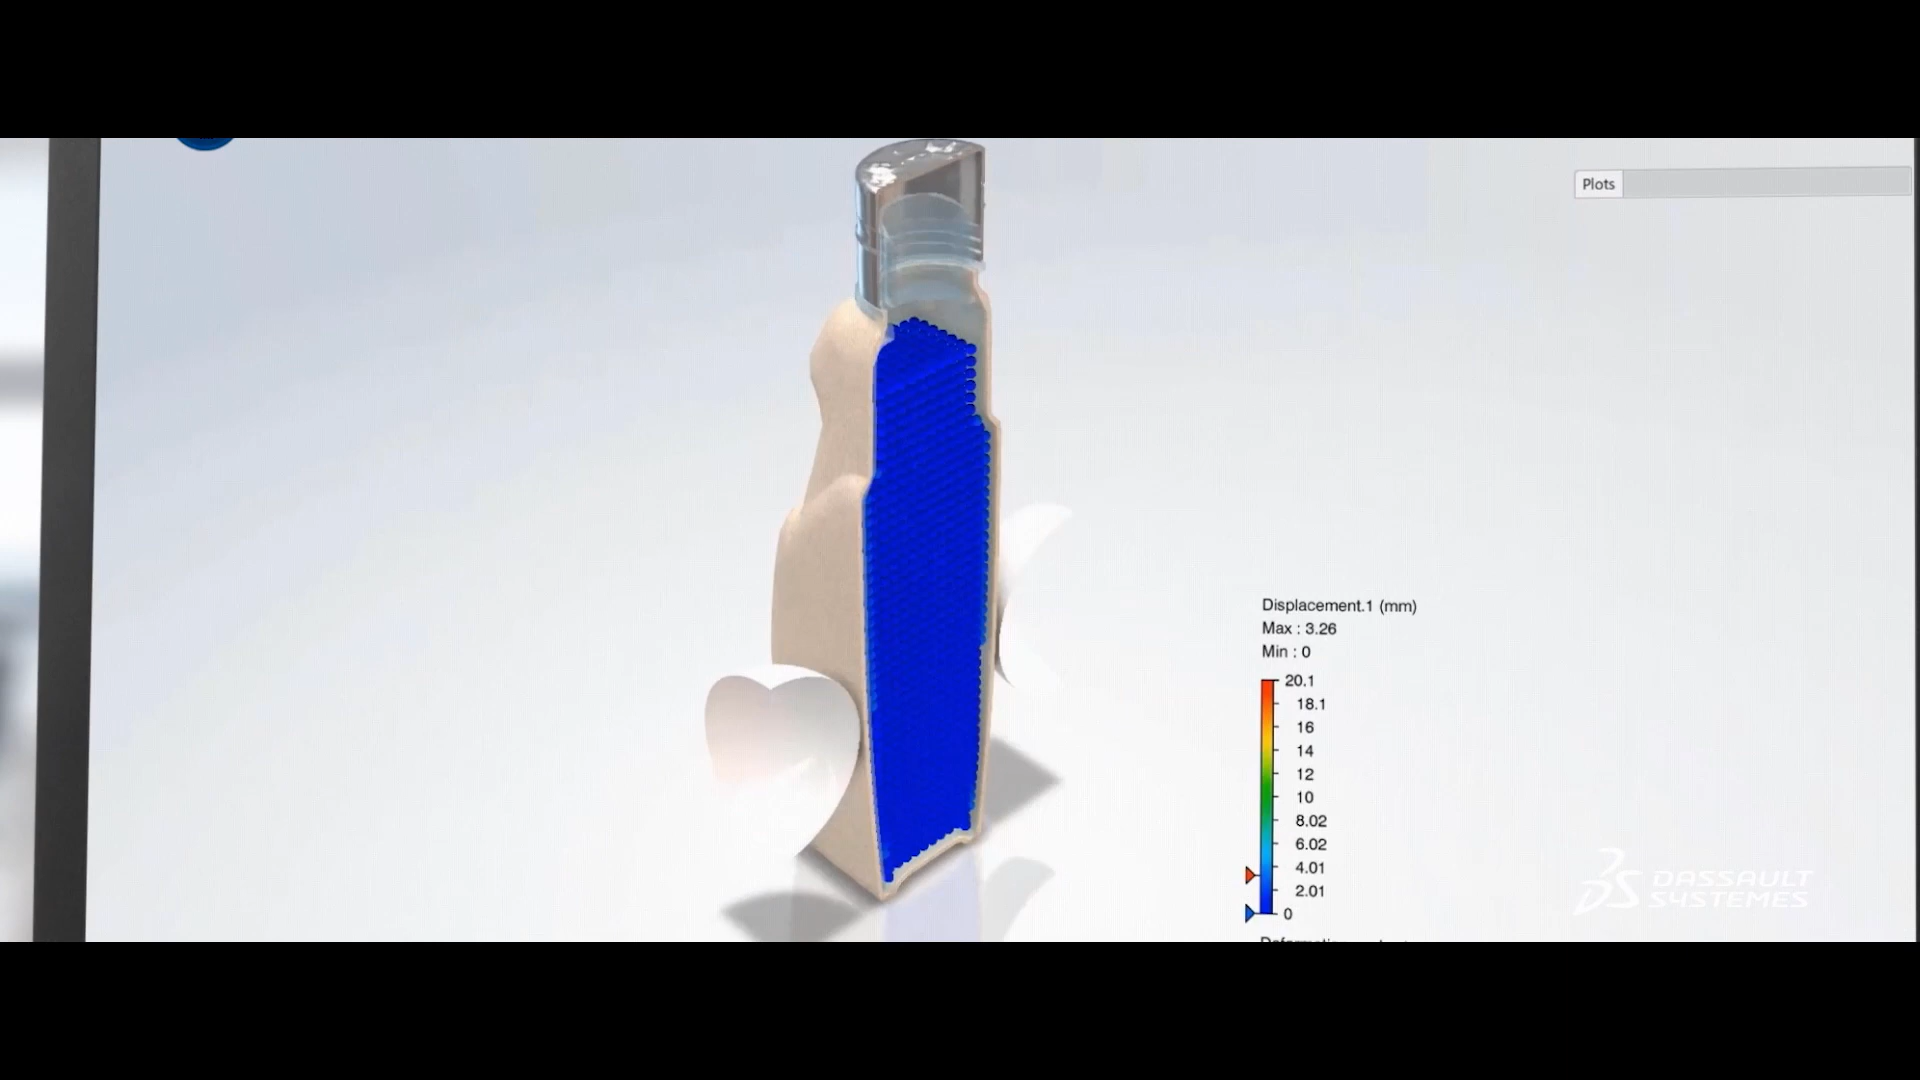 Plots
Displacement.1 (mm)
Max : 3.26
Min : 0
20.1
18.1
16
14
12
10
8.02
6.02
4.01
2.01
0
DASSAULT
SYSTEMES